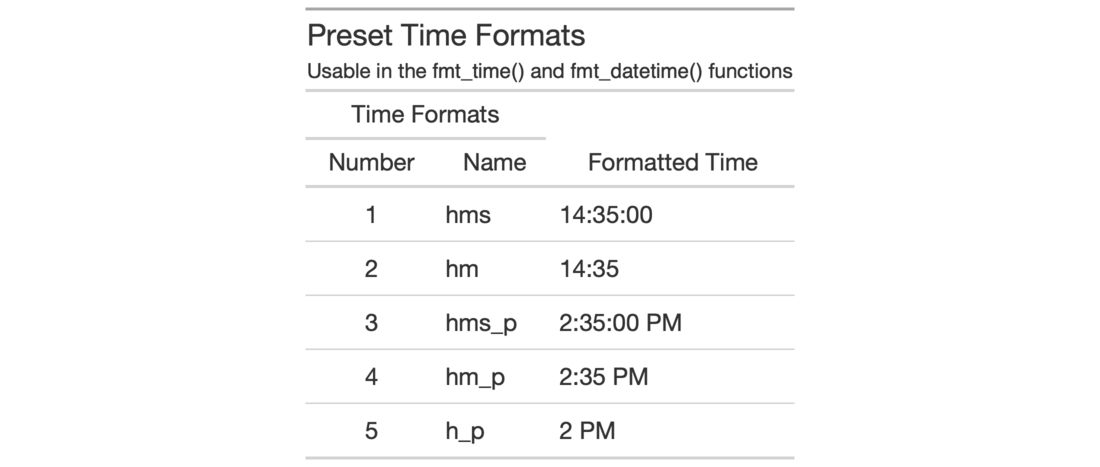 Preset Time Formats
Usable in the fmt_time() and fmt_datetime() functions
Time Formats
Number Name Formatted Time
1 hms 14:35:00
2 hm 14:35
3 hms_p 2:35:00 PM
4 hm_p 2:35 PM
5 h_p 2 PM